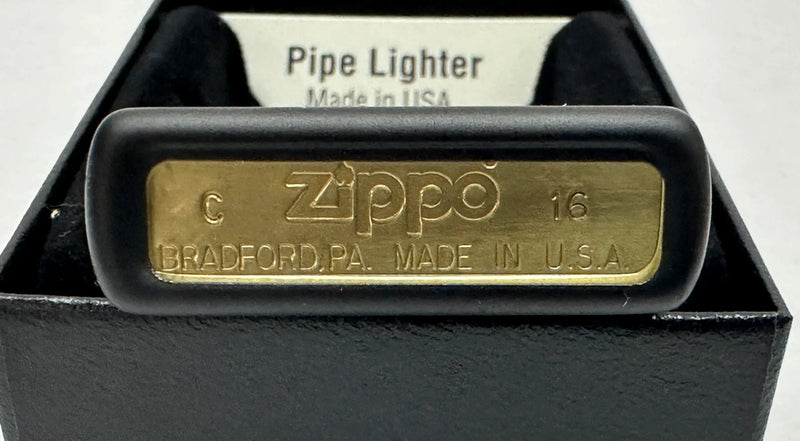 Pipe Lighter
Made in USA
C Zippo 16
BRADFORD, PA. MADE IN U.S.A.